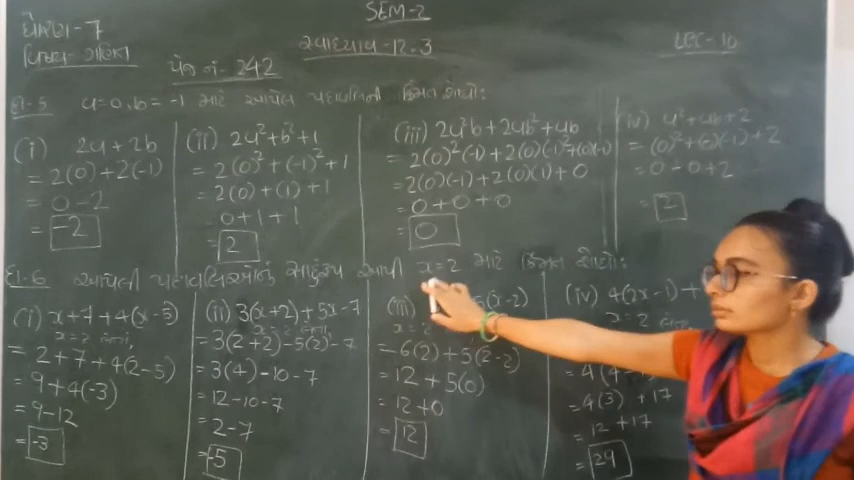 SEM-2
ધોરણ-7
વિષય- ગણિત
સ્વાધ્યાય-12.3
LEC-10
પેજ નં- 242
દા-5 a=0, b=-1 માટે આપેલ પદાવલિની કિંમત શોધો:
(i) 2a+2b
=2(0)+2(-1)
=0-2
=-2
(ii) 2a²+b²+1
=2(0)²+(-1)²+1
=2(0)+(1)+1
=0+1+1
=2
(iii) 2a²b+2ab²+ab
=2(0)²(-1)+2(0)(-1)²+(0)(-1)
=2(0)(-1)+2(0)(1)+0
=0+0+0
=0
(iv) a²+ab+2
=(0)²+(0)(-1)+2
=0-0+2
=2
દા-6 આપેલી પદાવલિઓનું સાદુંરૂપ આપી x=2 માટે કિંમત શોધો:
(i) x+7+4(x-5)
x=2 લેતાં,
=2+7+4(2-5)
=9+4(-3)
=9-12
=-3
(ii) 3(x+2)+5x-7
x=2 લેતાં,
=3(2+2)-5(2)-7
=3(4)-10-7
=12-10-7
=2-7
=-5
(iii) 5(x-2)
x=
=6(2)+5(2-2)
=12+5(0)
=12+0
=12
(iv) 4(2x-1)+
x=2 લેતાં,
=4(4-
=4(3)+17
=12+17
=29